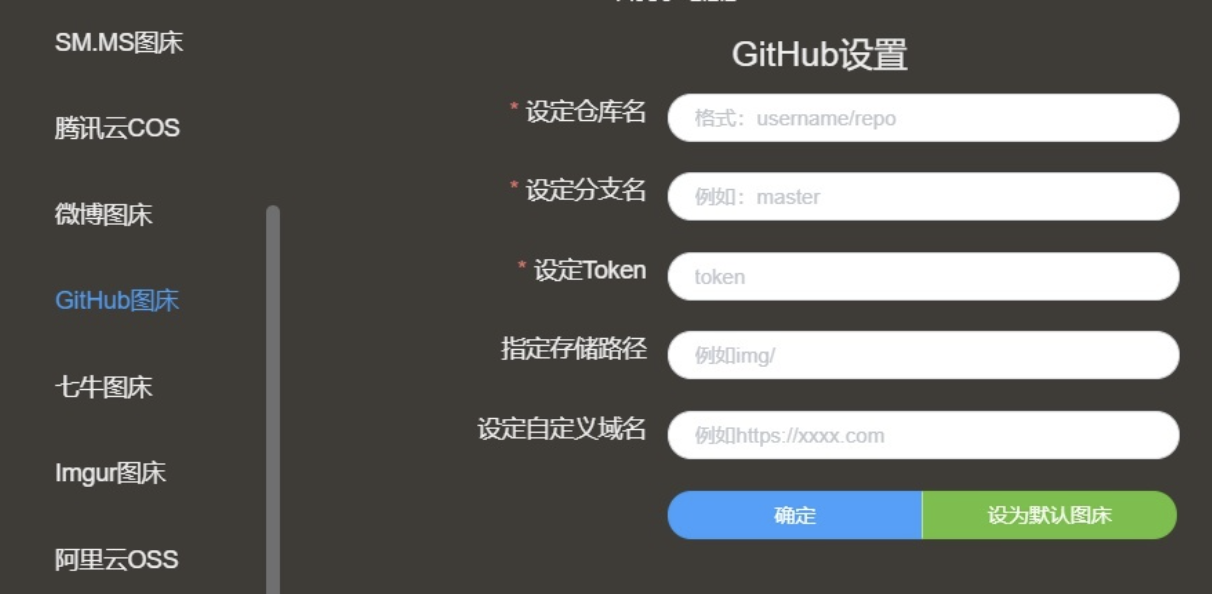 SM.MS图床
腾讯云COS
微博图床
GitHub图床
七牛图床
Imgur图床
阿里云OSS
GitHub设置
* 设定仓库名
格式：username/repo
* 设定分支名
例如：master
* 设定Token
token
指定存储路径
例如img/
设定自定义域名
例如https://xxxx.com
确定
设为默认图床